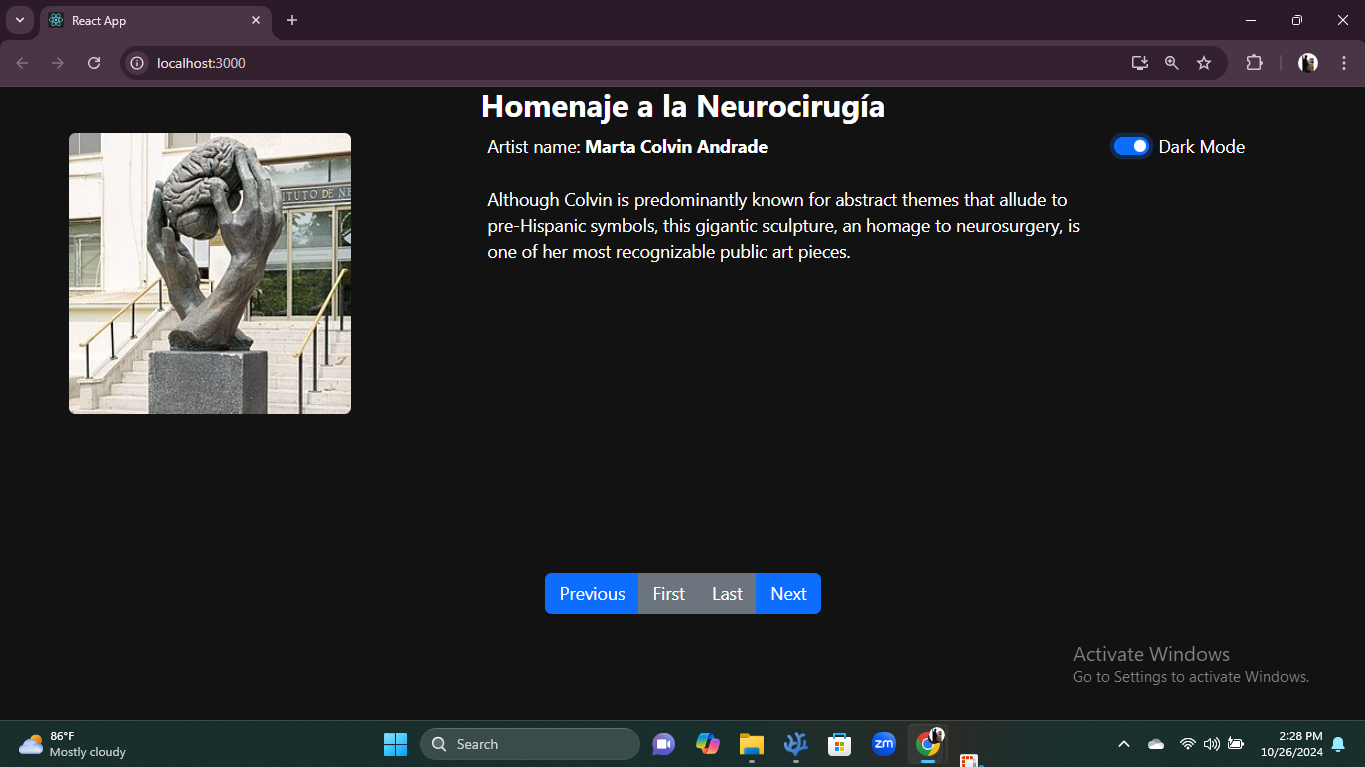 React App
localhost:3000
Homenaje a la Neurocirugía
Artist name: Marta Colvin Andrade
Dark Mode
ITUTO DE NE
Although Colvin is predominantly known for abstract themes that allude to
pre-Hispanic symbols, this gigantic sculpture, an homage to neurosurgery, is
one of her most recognizable public art pieces.
Previous First Last Next
Activate Windows
Go to Settings to activate Windows.
86°F
Mostly cloudy
Search
zm
2:28 PM
10/26/2024